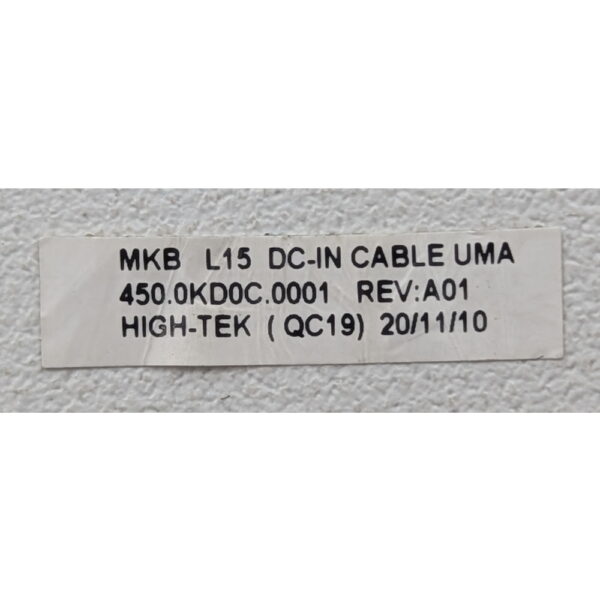 MKB L15 DC-IN CABLE UMA
450.0KD0C.0001 REV:A01
HIGH-TEK ( QC19) 20/11/10